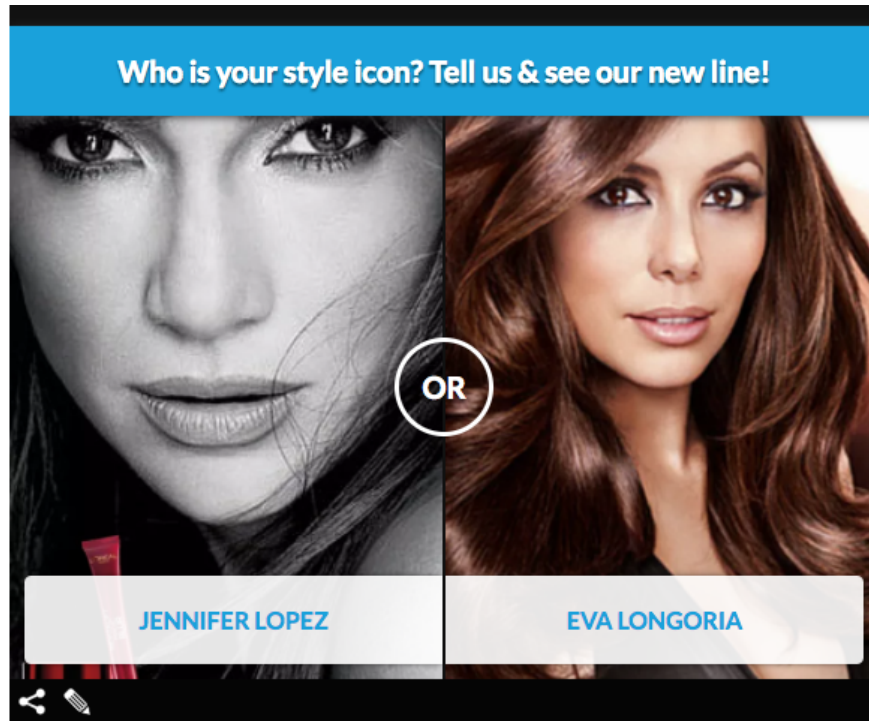 Who is your style icon? Tell us & see our new line!
OR
JENNIFER LOPEZ
EVA LONGORIA